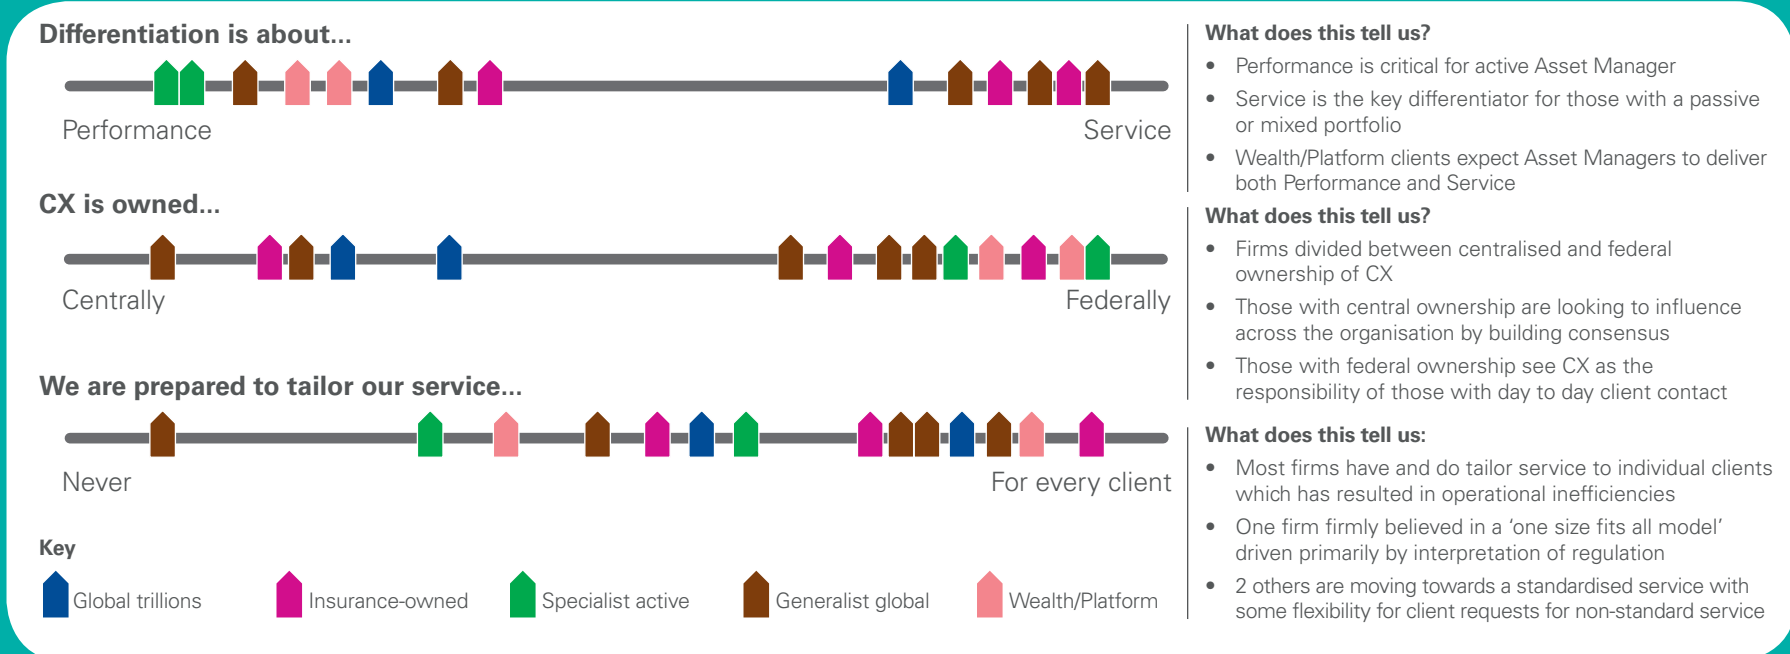 Differentiation is about...
Performance
Service
What does this tell us?
• Performance is critical for active Asset Manager
• Service is the key differentiator for those with a passive
or mixed portfolio
• Wealth/Platform clients expect Asset Managers to deliver
both Performance and Service
CX is owned...
Centrally
Federally
What does this tell us?
• Firms divided between centralised and federal
ownership of CX
• Those with central ownership are looking to influence
across the organisation by building consensus
• Those with federal ownership see CX as the
responsibility of those with day to day client contact
We are prepared to tailor our service...
Never
For every client
What does this tell us:
• Most firms have and do tailor service to individual clients
which has resulted in operational inefficiencies
• One firm firmly believed in a ‘one size fits all model’
driven primarily by interpretation of regulation
• 2 others are moving towards a standardised service with
some flexibility for client requests for non-standard service
Key
Global trillions
Insurance-owned
Specialist active
Generalist global
Wealth/Platform